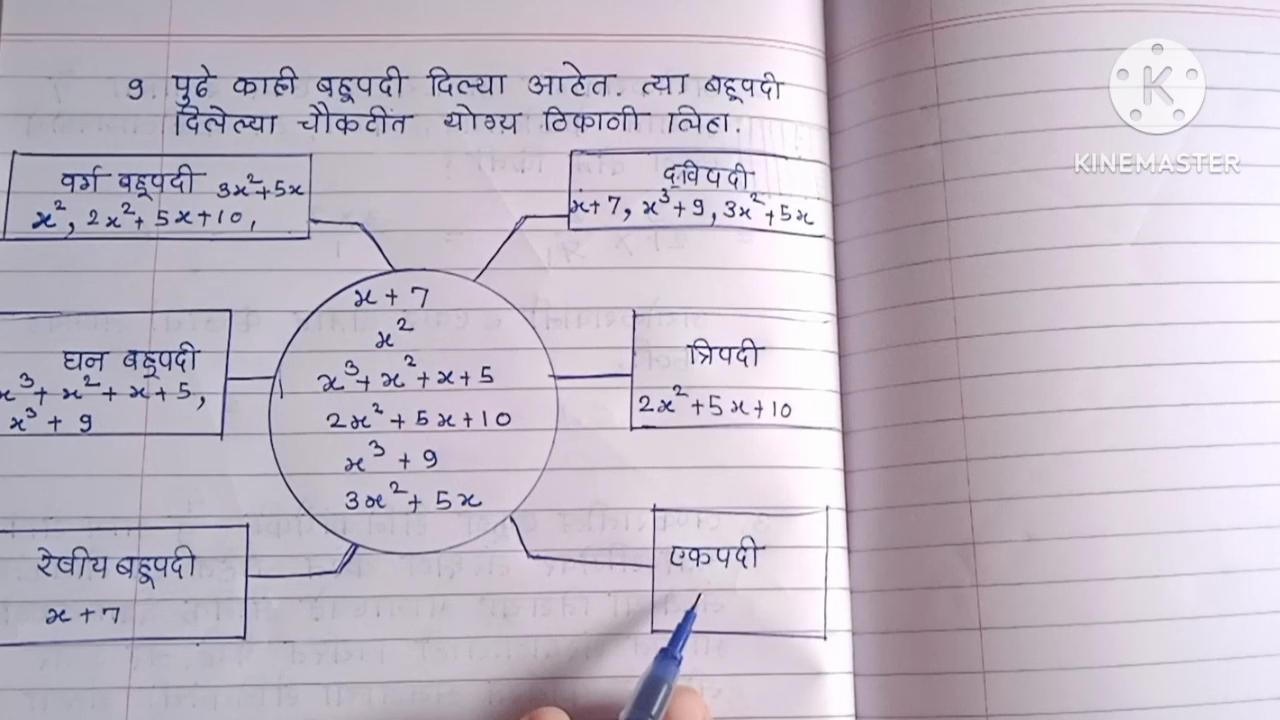 9. पुढे काही बहूपदी दिल्या आहेत. त्या बहूपदी
दिलेल्या चौकटींत योग्य ठिकाणी लिहा.
वर्ग बहूपदी 3x²+5x
x², 2x²+ 5x+10,
द्विपदी
x+7, x³+9, 3x²+5x
x + 7
x²
x³+ x²+ x + 5
2x² + 5x+10
x³ + 9
3x²+ 5x
घन बहूपदी
x³+ x²+ x+5,
x³ + 9
त्रिपदी
2x²+5x+10
रेषीय बहूपदी
x+7
एकपदी
K
KINEMASTER